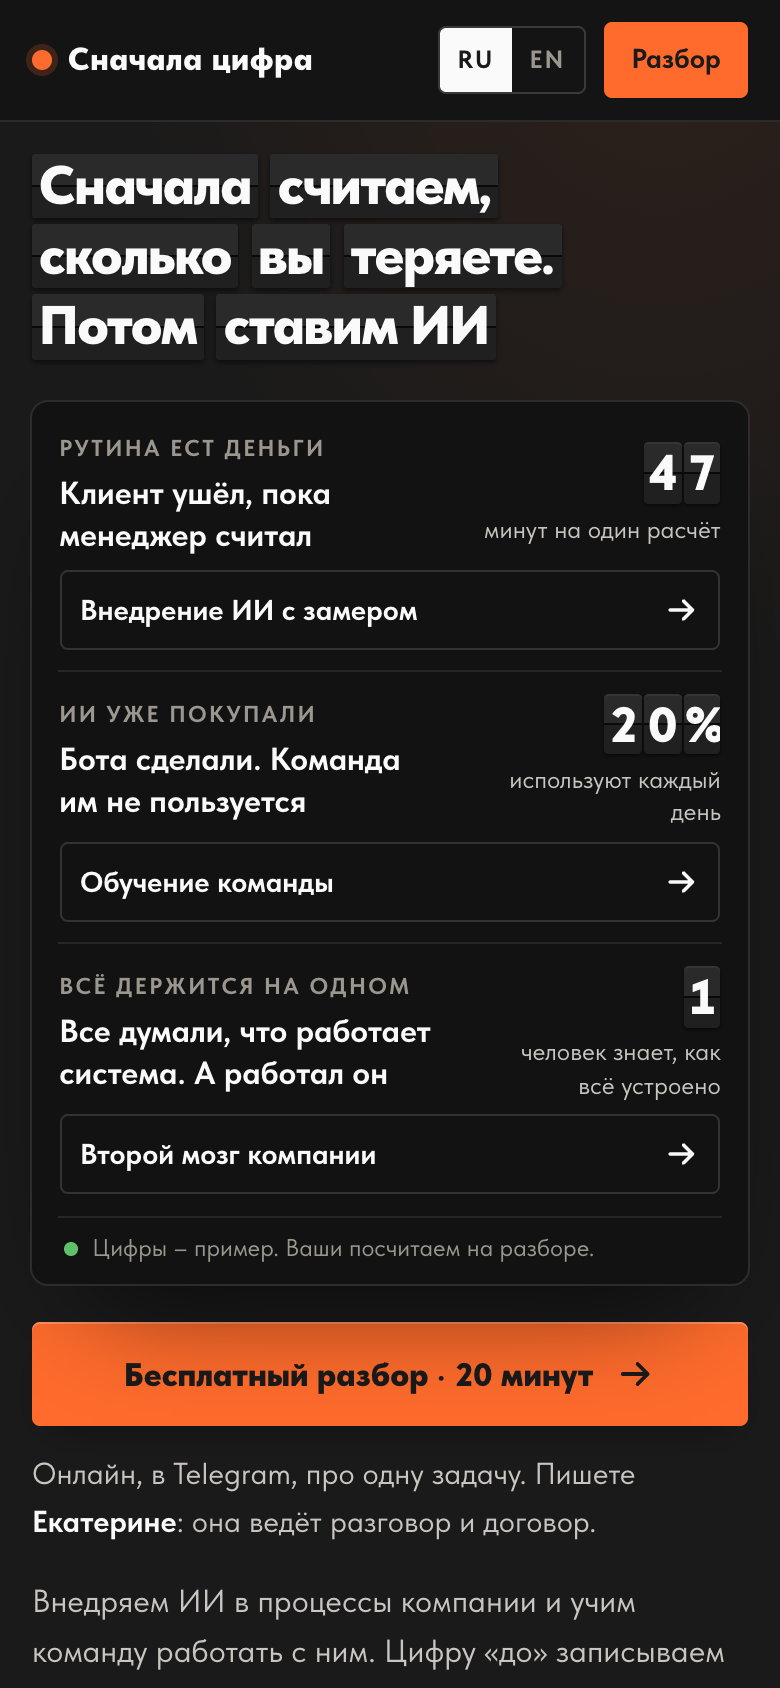 Сначала цифра
RU EN
Разбор
Сначала считаем,
сколько вы теряете.
Потом ставим ИИ
РУТИНА ЕСТ ДЕНЬГИ
Клиент ушёл, пока
менеджер считал
47
минут на один расчёт
Внедрение ИИ с замером →
ИИ УЖЕ ПОКУПАЛИ
Бота сделали. Команда
им не пользуется
20%
используют каждый
день
Обучение команды →
ВСЁ ДЕРЖИТСЯ НА ОДНОМ
Все думали, что работает
система. А работал он
1
человек знает, как
всё устроено
Второй мозг компании →
Цифры – пример. Ваши посчитаем на разборе.
Бесплатный разбор · 20 минут →
Онлайн, в Telegram, про одну задачу. Пишете
Екатерине: она ведёт разговор и договор.
Внедряем ИИ в процессы компании и учим
команду работать с ним. Цифру «до» записываем